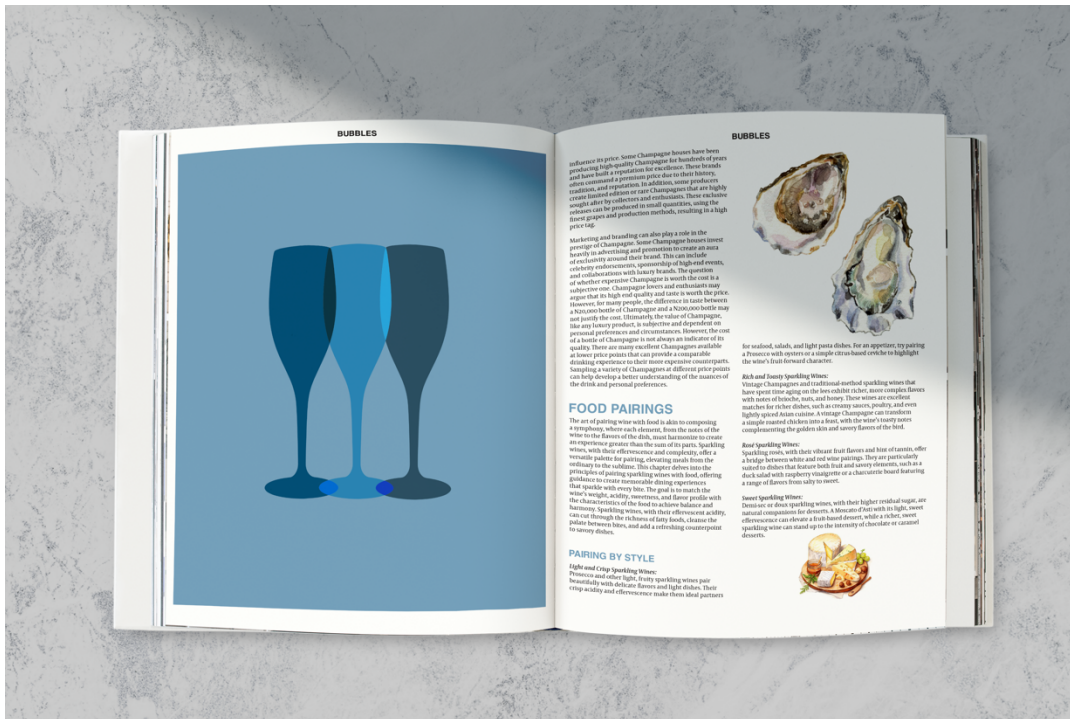 BUBBLES
BUBBLES
influence its price. Some Champagne houses have been
producing high-quality Champagne for hundreds of years
and have built a reputation for excellence. These brands
often command a premium price due to their history,
tradition, and reputation. In addition, some producers
create limited edition or rare Champagnes that are highly
sought after by collectors and enthusiasts. These exclusive
releases can be produced in small quantities, using the
finest grapes and production methods, resulting in a high
price tag.
Marketing and branding can also play a role in the
prestige of Champagne. Some Champagne houses invest
heavily in advertising and promotion to create an aura
of exclusivity around their brand. This can include
celebrity endorsements, sponsorship of high-end events,
and collaborations with luxury brands. The question
of whether expensive Champagne is worth the cost is a
subjective one. Champagne lovers and enthusiasts may
argue that its high end quality and taste is worth the price.
However, for many people, the difference in taste between
a N20,000 bottle of Champagne and a N200,000 bottle may
not justify the cost. Ultimately, the value of Champagne,
like any luxury product, is subjective and dependent on
personal preferences and circumstances. However, the cost
of a bottle of Champagne is not always an indicator of its
quality. There are many excellent Champagnes available
at lower price points that can provide a comparable
drinking experience to their more expensive counterparts.
Sampling a variety of Champagnes at different price points
can help develop a better understanding of the nuances of
the drink and personal preferences.
FOOD PAIRINGS
The art of pairing wine with food is akin to composing
a symphony, where each element, from the notes of the
wine to the flavors of the dish, must harmonize to create
an experience greater than the sum of its parts. Sparkling
wines, with their effervescence and complexity, offer a
versatile palette for pairing, elevating meals from the
ordinary to the sublime. This chapter delves into the
principles of pairing sparkling wines with food, offering
guidance to create memorable dining experiences
that sparkle with every bite. The goal is to match the
wine's weight, acidity, sweetness, and flavor profile with
the characteristics of the food to achieve balance and
harmony. Sparkling wines, with their effervescent acidity,
can cut through the richness of fatty foods, cleanse the
palate between bites, and add a refreshing counterpoint
to savory dishes.
PAIRING BY STYLE
Light and Crisp Sparkling Wines:
Prosecco and other light, fruity sparkling wines pair
beautifully with delicate flavors and light dishes. Their
crisp acidity and effervescence make them ideal partners
for seafood, salads, and light pasta dishes. For an appetizer, try pairing
a Prosecco with oysters or a simple citrus-based ceviche to highlight
the wine's fruit-forward character.
Rich and Toasty Sparkling Wines:
Vintage Champagnes and traditional-method sparkling wines that
have spent time aging on the lees exhibit richer, more complex flavors
with notes of brioche, nuts, and honey. These wines are excellent
matches for richer dishes, such as creamy sauces, poultry, and even
lightly spiced Asian cuisine. A vintage Champagne can transform
a simple roasted chicken into a feast, with the wine's toasty notes
complementing the golden skin and savory flavors of the bird.
Rosé Sparkling Wines:
Sparkling rosés, with their vibrant fruit flavors and hint of tannin, offer
a bridge between white and red wine pairings. They are particularly
suited to dishes that feature both fruit and savory elements, such as a
duck salad with raspberry vinaigrette or a charcuterie board featuring
a range of flavors from salty to sweet.
Sweet Sparkling Wines:
Demi-sec or doux sparkling wines, with their higher residual sugar, are
natural companions for desserts. A Moscato d'Asti with its light, sweet
effervescence can elevate a fruit-based dessert, while a richer, sweet
sparkling wine can stand up to the intensity of chocolate or caramel
desserts.